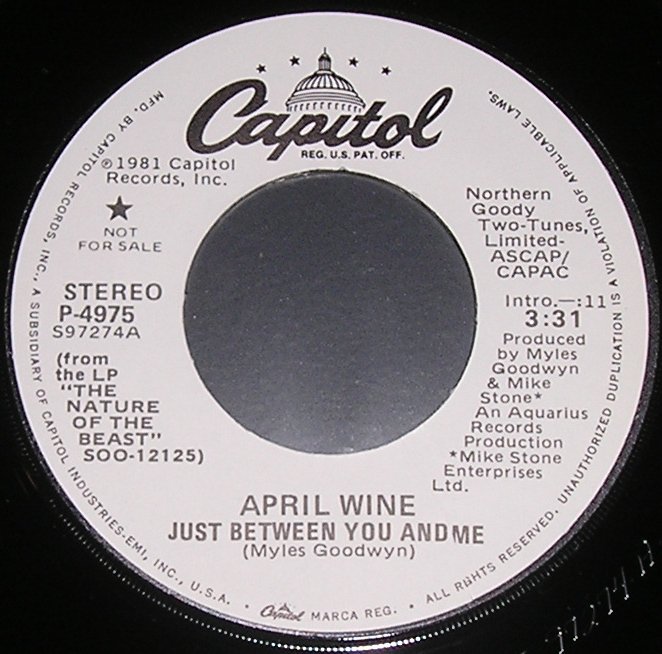 Capitol
REG. U.S. PAT. OFF.
℗1981 Capitol
Records, Inc.
★
NOT
FOR SALE
STEREO
P-4975
S97274A
(from
the LP
"THE
NATURE
OF THE
BEAST"
SOO-12125)
Northern
Goody
Two-Tunes,
Limited-
ASCAP/
CAPAC
Intro.—:11
3:31
Produced
by Myles
Goodwyn
& Mike
Stone*
An Aquarius
Records
Production
*Mike Stone
Enterprises
Ltd.
APRIL WINE
JUST BETWEEN YOU AND ME
(Myles Goodwyn)
MFD. BY CAPITOL RECORDS, INC., A SUBSIDIARY OF CAPITOL INDUSTRIES-EMI, INC., U.S.A. • Capitol MARCA REG. • ALL RIGHTS RESERVED. UNAUTHORIZED DUPLICATION IS A VIOLATION OF APPLICABLE LAWS.